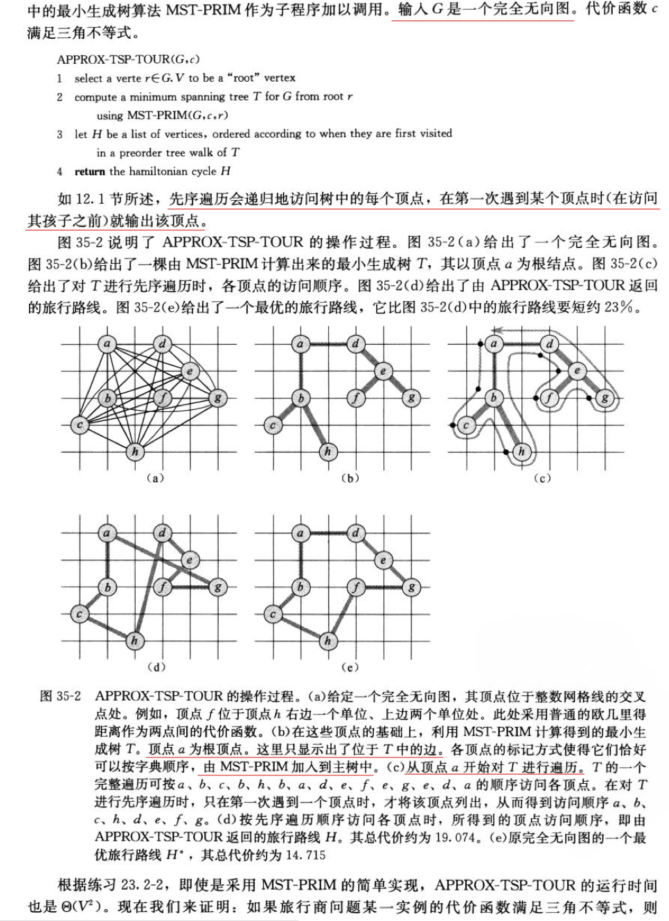 中的最小生成树算法 MST-PRIM 作为子程序加以调用。输入 G 是一个完全无向图。代价函数 c
满足三角不等式。
APPROX-TSP-TOUR(G,c)
1 select a verte r∈G.V to be a “root” vertex
2 compute a minimum spanning tree T for G from root r
using MST-PRIM(G,c,r)
3 let H be a list of vertices, ordered according to when they are first visited
in a preorder tree walk of T
4 return the hamiltonian cycle H
如 12.1 节所述，先序遍历会递归地访问树中的每个顶点，在第一次遇到某个顶点时(在访问
其孩子之前)就输出该顶点。
图 35-2 说明了 APPROX-TSP-TOUR 的操作过程。图 35-2(a)给出了一个完全无向图。
图 35-2(b)给出了一棵由 MST-PRIM 计算出来的最小生成树 T，其以顶点 a 为根结点。图 35-2(c)
给出了对 T 进行先序遍历时，各顶点的访问顺序。图 35-2(d)给出了由 APPROX-TSP-TOUR 返回
的旅行路线。图 35-2(e)给出了一个最优的旅行路线，它比图 35-2(d)中的旅行路线要短约 23%。
a d e b f g c h
(a)
a d e b f g c h
(b)
a d e b f g c h
(c)
a d e b f g c h
(d)
a d e b f g c h
(e)
图 35-2 APPROX-TSP-TOUR 的操作过程。(a)给定一个完全无向图，其顶点位于整数网格线的交叉
点处。例如，顶点 f 位于顶点 h 右边一个单位、上边两个单位处。此处采用普通的欧几里得
距离作为两点间的代价函数。(b)在这些顶点的基础上，利用 MST-PRIM 计算得到的最小生
成树 T。顶点 a 为根顶点。这里只显示出了位于 T 中的边。各顶点的标记方式使得它们恰好
可以按字典顺序，由 MST-PRIM 加入到主树中。(c)从顶点 a 开始对 T 进行遍历。T 的一个
完整遍历可按 a、b、c、b、h、b、a、d、e、f、e、g、e、d、a 的顺序访问各顶点。在对 T
进行先序遍历时，只在第一次遇到一个顶点时，才将该顶点列出，从而得到访问顺序 a、b、
c、h、d、e、f、g。(d)按先序遍历顺序访问各顶点时，所得到的顶点访问顺序，即由
APPROX-TSP-TOUR 返回的旅行路线 H。其总代价约为 19.074。(e)原完全无向图的一个最
优旅行路线 H*，其总代价约为 14.715
根据练习 23.2-2，即使是采用 MST-PRIM 的简单实现，APPROX-TSP-TOUR 的运行时间
也是 Θ(V²)。现在我们来证明：如果旅行商问题某一实例的代价函数满足三角不等式，则